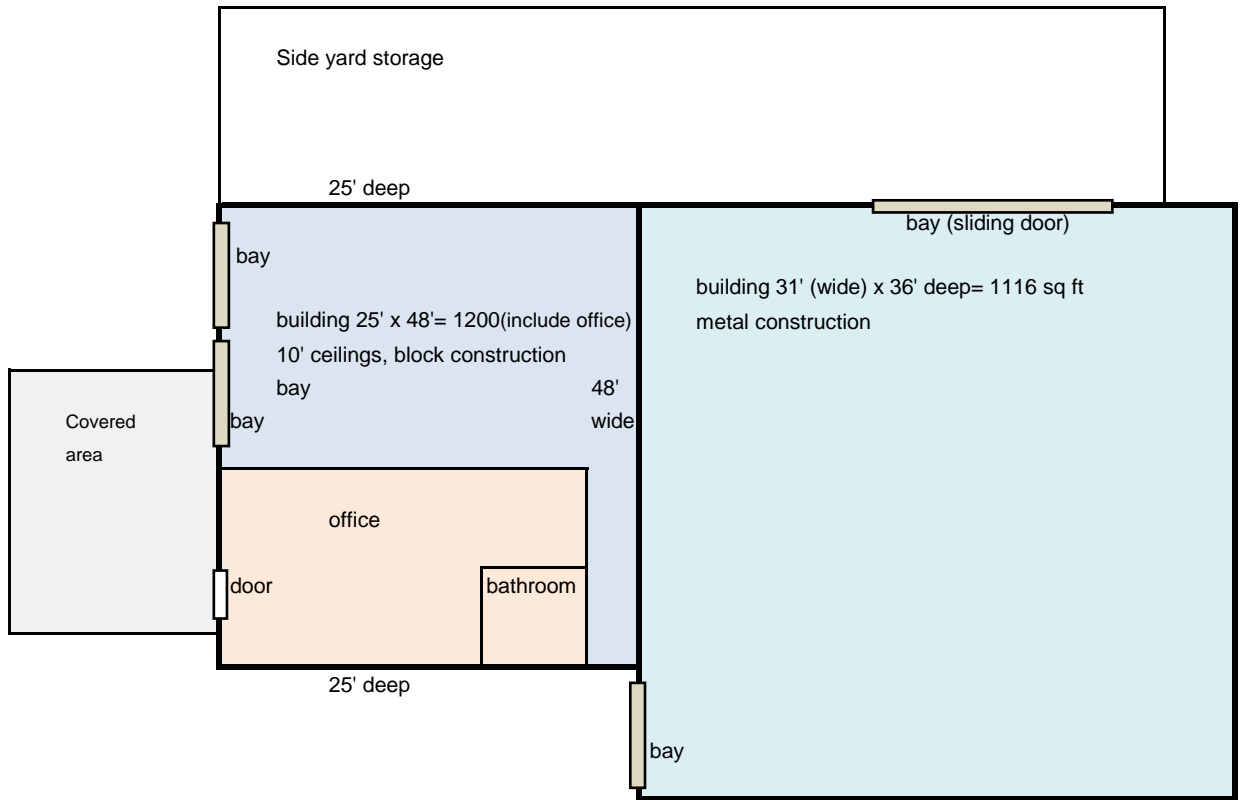 Side yard storage
25' deep
bay (sliding door)
bay
building 31' (wide) x 36' deep= 1116 sq ft
metal construction
building 25' x 48'= 1200(include office)
10' ceilings, block construction
bay
48'
wide
bay
Covered
area
office
door
bathroom
25' deep
bay